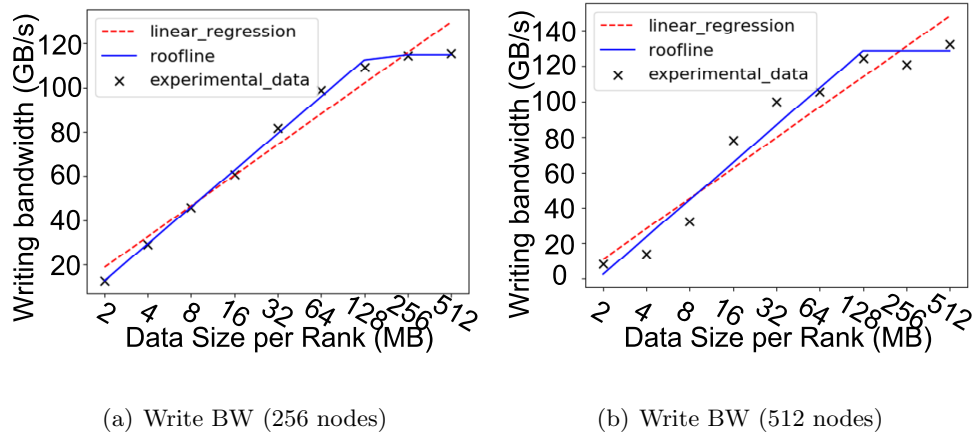 Writing bandwidth (GB/s)
120
100
80
60
40
20
linear_regression
roofline
experimental_data
2 4 8 16 32 64 128 256 512
Data Size per Rank (MB)
(a) Write BW (256 nodes)
Writing bandwidth (GB/s)
140
120
100
80
60
40
20
0
linear_regression
roofline
experimental_data
2 4 8 16 32 64 128 256 512
Data Size per Rank (MB)
(b) Write BW (512 nodes)